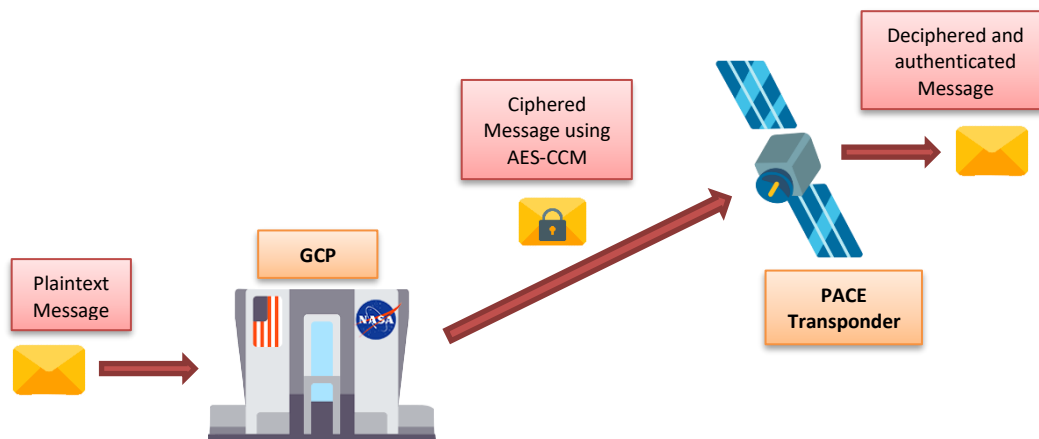 Plaintext
Message
GCP
NASA
Ciphered
Message using
AES-CCM
PACE
Transponder
Deciphered and
authenticated
Message